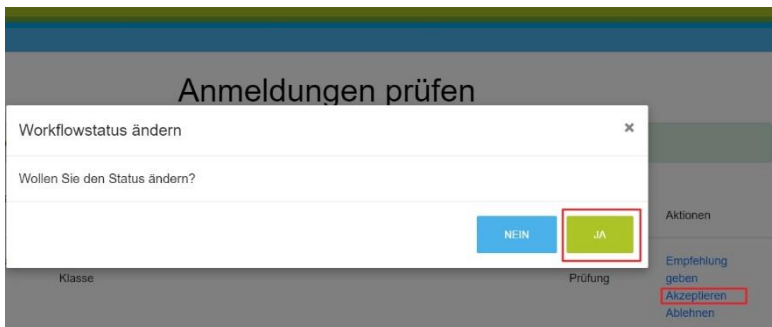 Anmeldungen prüfen
Workflowstatus ändern ×
Wollen Sie den Status ändern?
NEIN JA
Aktionen
Klasse
Prüfung
Empfehlung
geben
Akzeptieren
Ablehnen